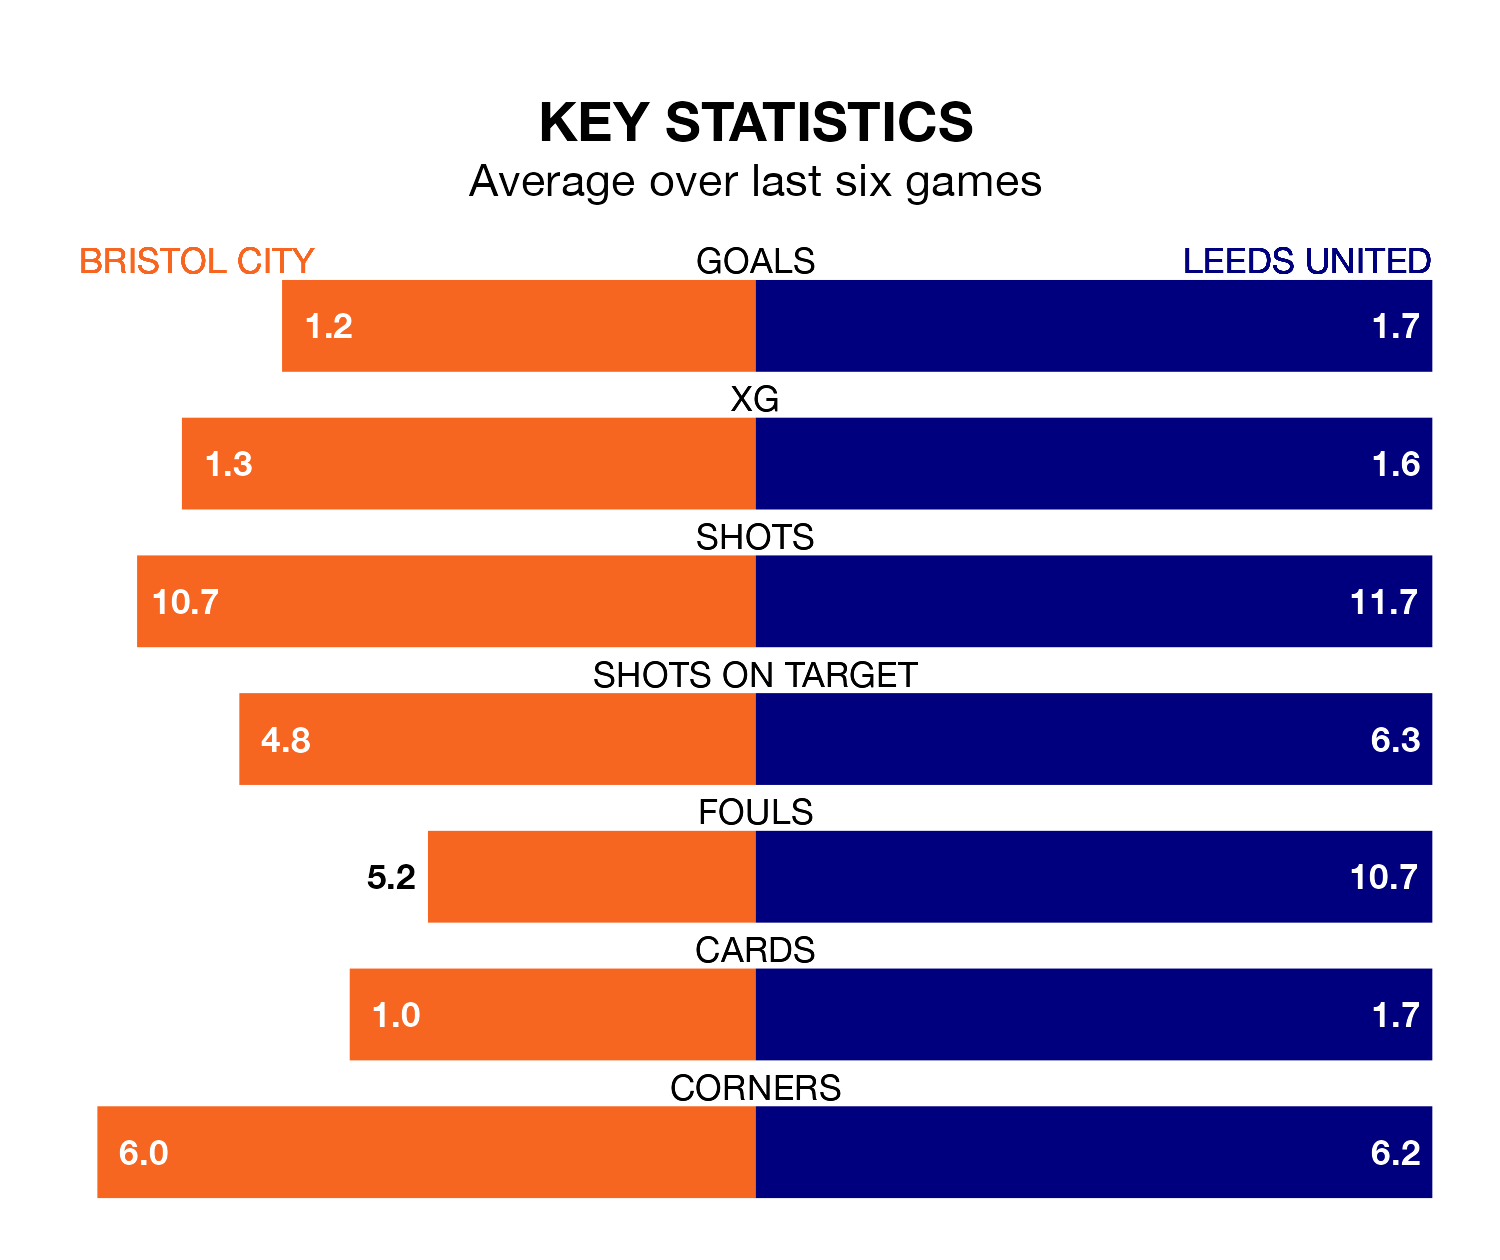 KEY STATISTICS
Average over last six games
BRISTOL CITY GOALS LEEDS UNITED
1.2 1.7
XG
1.3 1.6
SHOTS
10.7 11.7
SHOTS ON TARGET
4.8 6.3
FOULS
5.2 10.7
CARDS
1.0 1.7
CORNERS
6.0 6.2